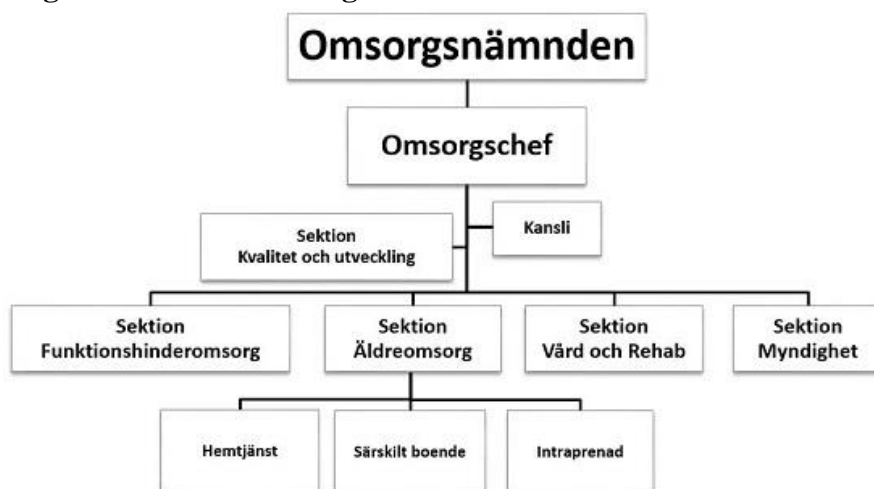 Omsorgsnämnden
Omsorgschef
Kansli
Sektion
Kvalitet och utveckling
Sektion
Funktionshinderomsorg
Sektion
Äldreomsorg
Sektion
Vård och Rehab
Sektion
Myndighet
Hemtjänst
Särskilt boende
Intraprenad